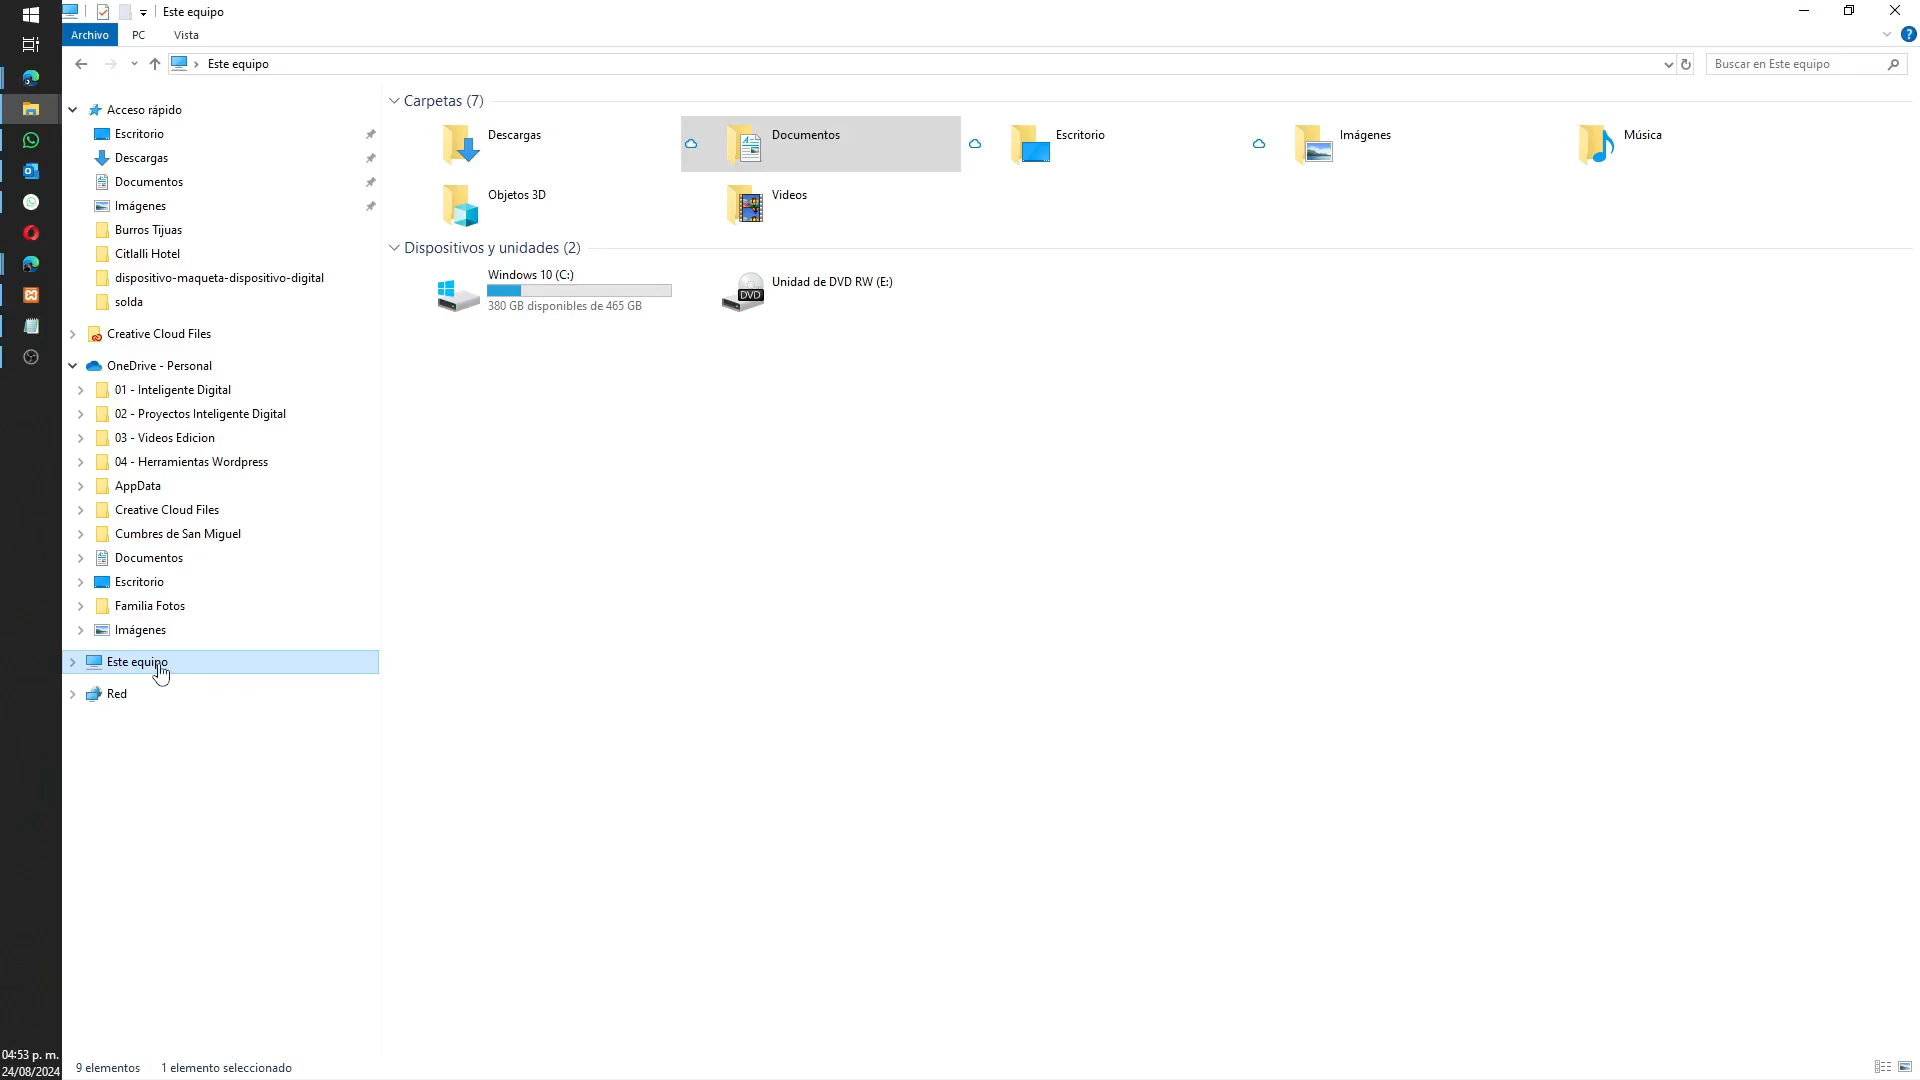 Este equipo
Archivo PC Vista
Este equipo
Buscar en Este equipo
Acceso rápido
Escritorio
Descargas
Documentos
Imágenes
Burros Tijuas
Citlalli Hotel
dispositivo-maqueta-dispositivo-digital
solda
Creative Cloud Files
OneDrive - Personal
01 - Inteligente Digital
02 - Proyectos Inteligente Digital
03 - Videos Edicion
04 - Herramientas Wordpress
AppData
Creative Cloud Files
Cumbres de San Miguel
Documentos
Escritorio
Familia Fotos
Imágenes
Este equipo
Red
Carpetas (7)
Descargas
Documentos
Escritorio
Imágenes
Música
Objetos 3D
Videos
Dispositivos y unidades (2)
Windows 10 (C:)
380 GB disponibles de 465 GB
DVD
Unidad de DVD RW (E:)
04:53 p. m.
24/08/2024
9 elementos 1 elemento seleccionado